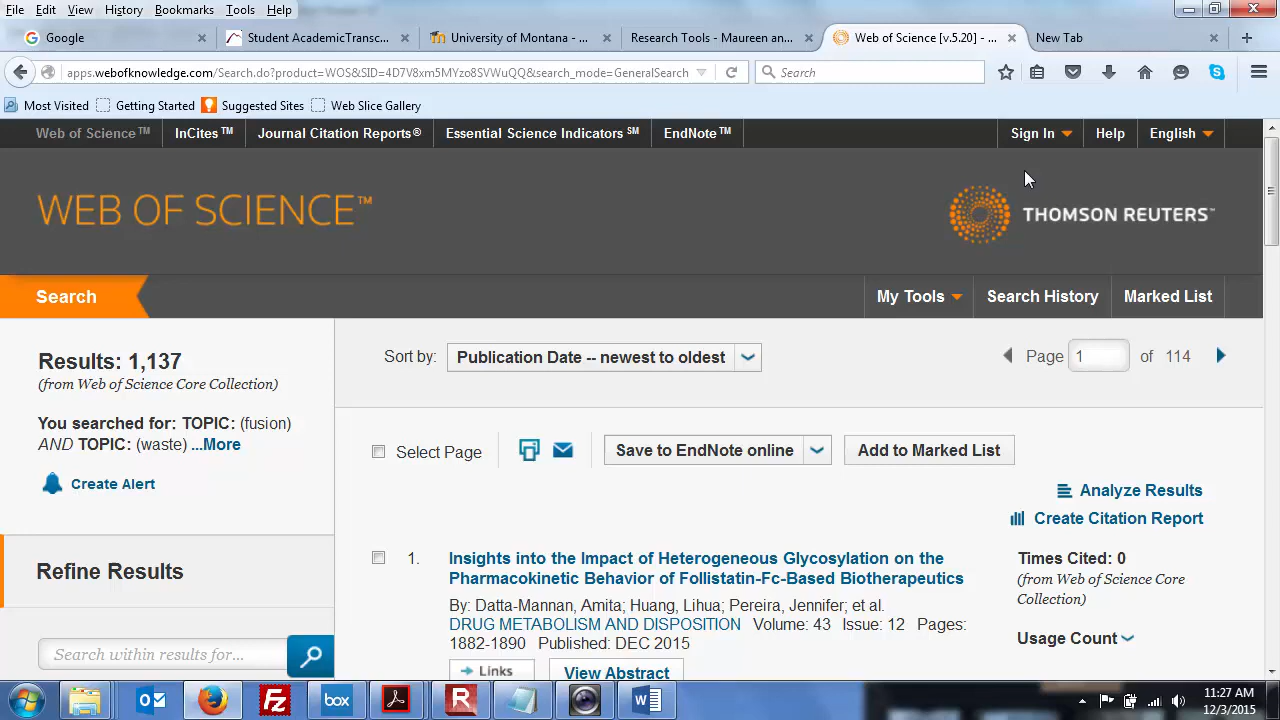 File Edit View History Bookmarks Tools Help
Google
Student AcademicTransc...
University of Montana - ...
Research Tools - Maureen an...
Web of Science [v.5.20] - ...
New Tab
apps.webofknowledge.com/Search.do?product=WOS&SID=4D7V8xm5MYzo8SVWuQQ&search_mode=GeneralSearch
Search
Most Visited Getting Started Suggested Sites Web Slice Gallery
Web of Science™ InCites™ Journal Citation Reports® Essential Science Indicators℠ EndNote™ Sign In Help English
WEB OF SCIENCE™
THOMSON REUTERS™
Search My Tools Search History Marked List
Results: 1,137
(from Web of Science Core Collection)
You searched for: TOPIC: (fusion)
AND TOPIC: (waste) ...More
Create Alert
Refine Results
Search within results for...
Sort by: Publication Date -- newest to oldest
Page 1 of 114
Select Page
Save to EndNote online
Add to Marked List
Analyze Results
Create Citation Report
1. Insights into the Impact of Heterogeneous Glycosylation on the
Pharmacokinetic Behavior of Follistatin-Fc-Based Biotherapeutics
By: Datta-Mannan, Amita; Huang, Lihua; Pereira, Jennifer; et al.
DRUG METABOLISM AND DISPOSITION Volume: 43 Issue: 12 Pages:
1882-1890 Published: DEC 2015
Links View Abstract
Times Cited: 0
(from Web of Science Core
Collection)
Usage Count
box
11:27 AM
12/3/2015